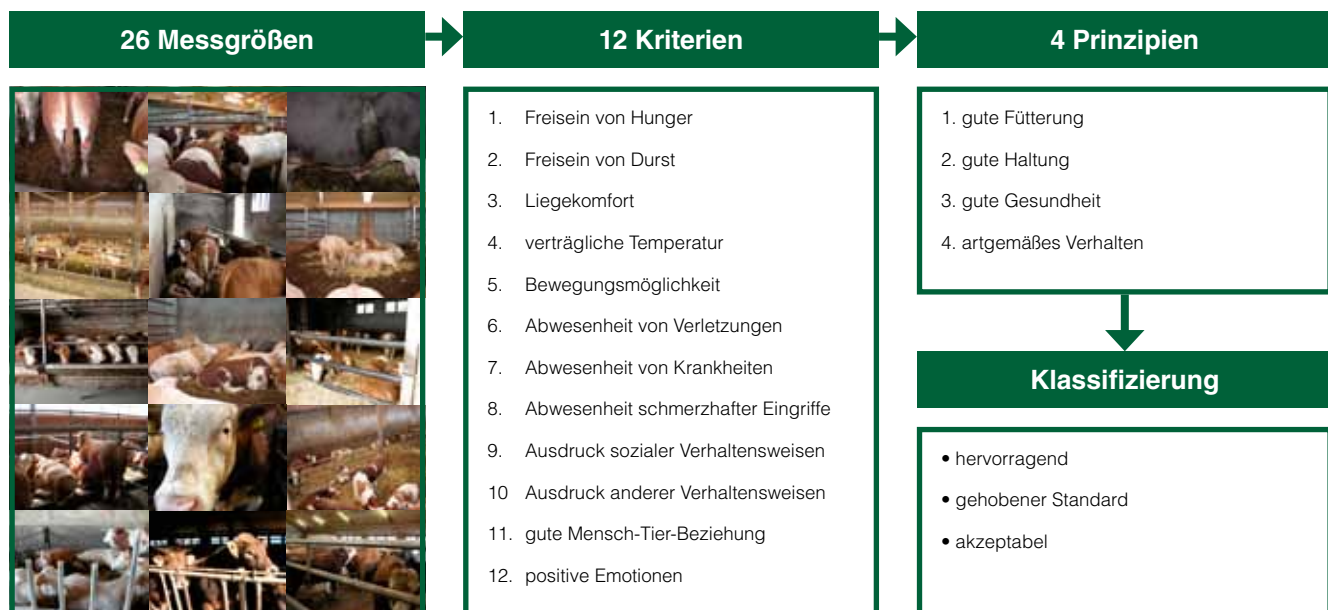 26 Messgrößen
12 Kriterien
1. Freisein von Hunger
2. Freisein von Durst
3. Liegekomfort
4. verträgliche Temperatur
5. Bewegungsmöglichkeit
6. Abwesenheit von Verletzungen
7. Abwesenheit von Krankheiten
8. Abwesenheit schmerzhafter Eingriffe
9. Ausdruck sozialer Verhaltensweisen
10 Ausdruck anderer Verhaltensweisen
11. gute Mensch-Tier-Beziehung
12. positive Emotionen
4 Prinzipien
1. gute Fütterung
2. gute Haltung
3. gute Gesundheit
4. artgemäßes Verhalten
Klassifizierung
• hervorragend
• gehobener Standard
• akzeptabel